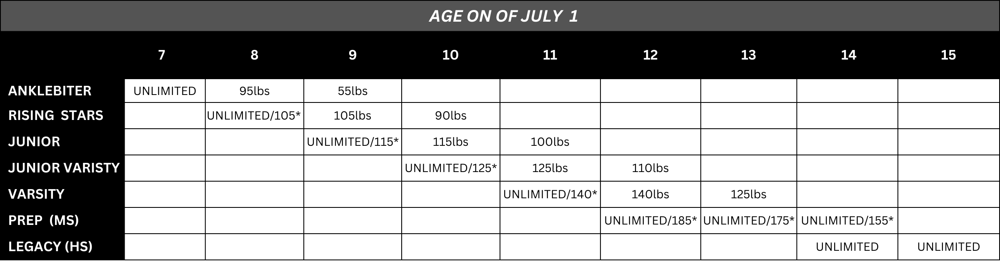 AGE ON OF JULY 1
7 8 9 10 11 12 13 14 15
ANKLEBITER UNLIMITED 95lbs 55lbs
RISING STARS UNLIMITED/105* 105lbs 90lbs
JUNIOR UNLIMITED/115* 115lbs 100lbs
JUNIOR VARISTY UNLIMITED/125* 125lbs 110lbs
VARSITY UNLIMITED/140* 140lbs 125lbs
PREP (MS) UNLIMITED/185* UNLIMITED/175* UNLIMITED/155*
LEGACY (HS) UNLIMITED UNLIMITED